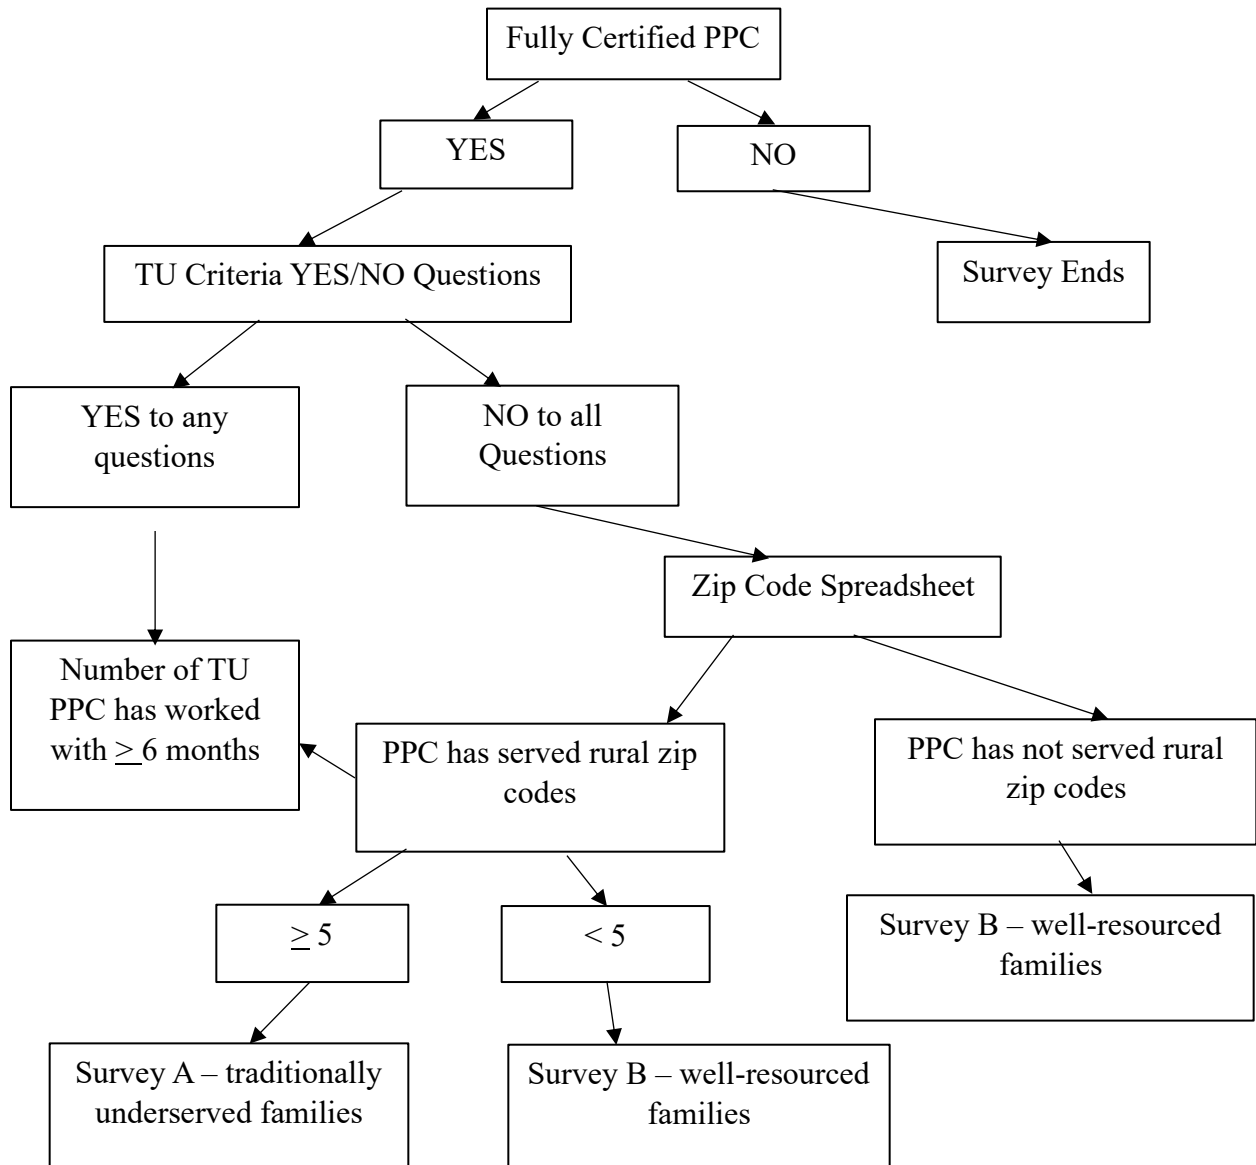 Fully Certified PPC
YES
NO
TU Criteria YES/NO Questions
Survey Ends
YES to any
questions
NO to all
Questions
Zip Code Spreadsheet
Number of TU
PPC has worked
with ≥ 6 months
PPC has served rural zip
codes
PPC has not served rural
zip codes
≥ 5
< 5
Survey B – well-resourced
families
Survey A – traditionally
underserved families
Survey B – well-resourced
families